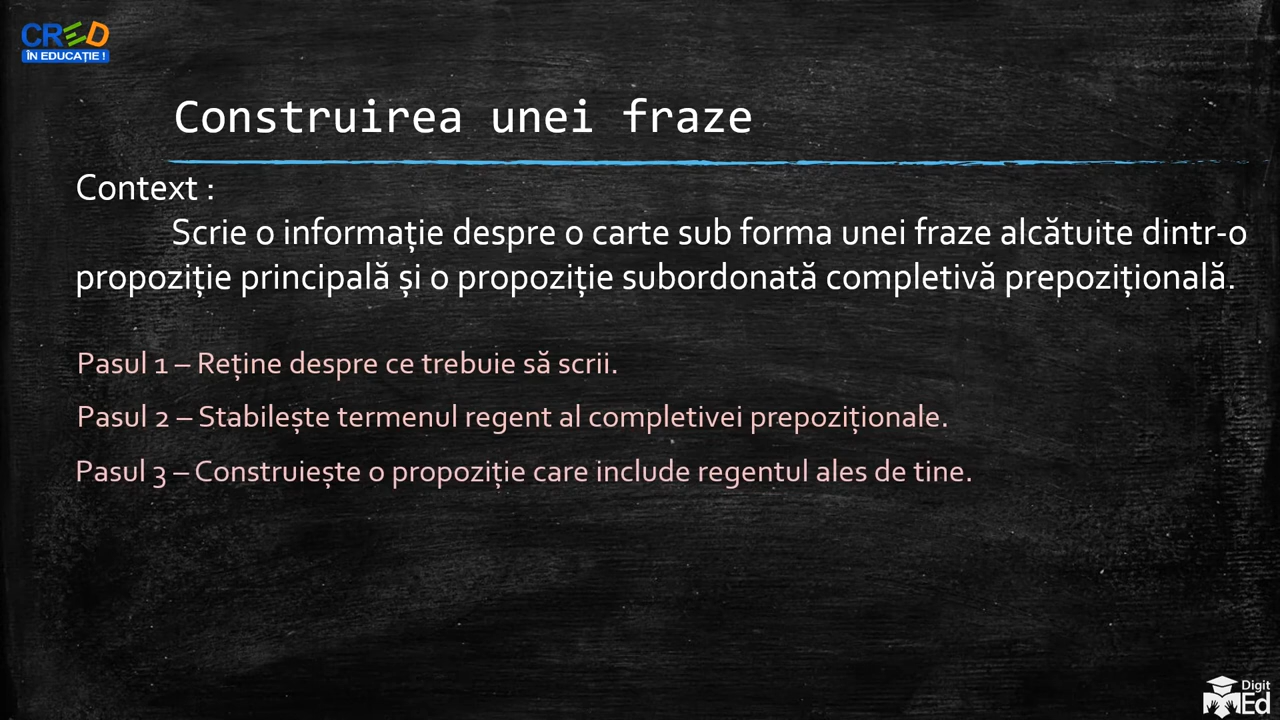 CRED
ÎN EDUCAȚIE !
Construirea unei fraze
Context :
Scrie o informație despre o carte sub forma unei fraze alcătuite dintr-o
propoziție principală și o propoziție subordonată completivă prepozițională.
Pasul 1 – Reține despre ce trebuie să scrii.
Pasul 2 – Stabilește termenul regent al completivei prepoziționale.
Pasul 3 – Construiește o propoziție care include regentul ales de tine.
Digit
Ed